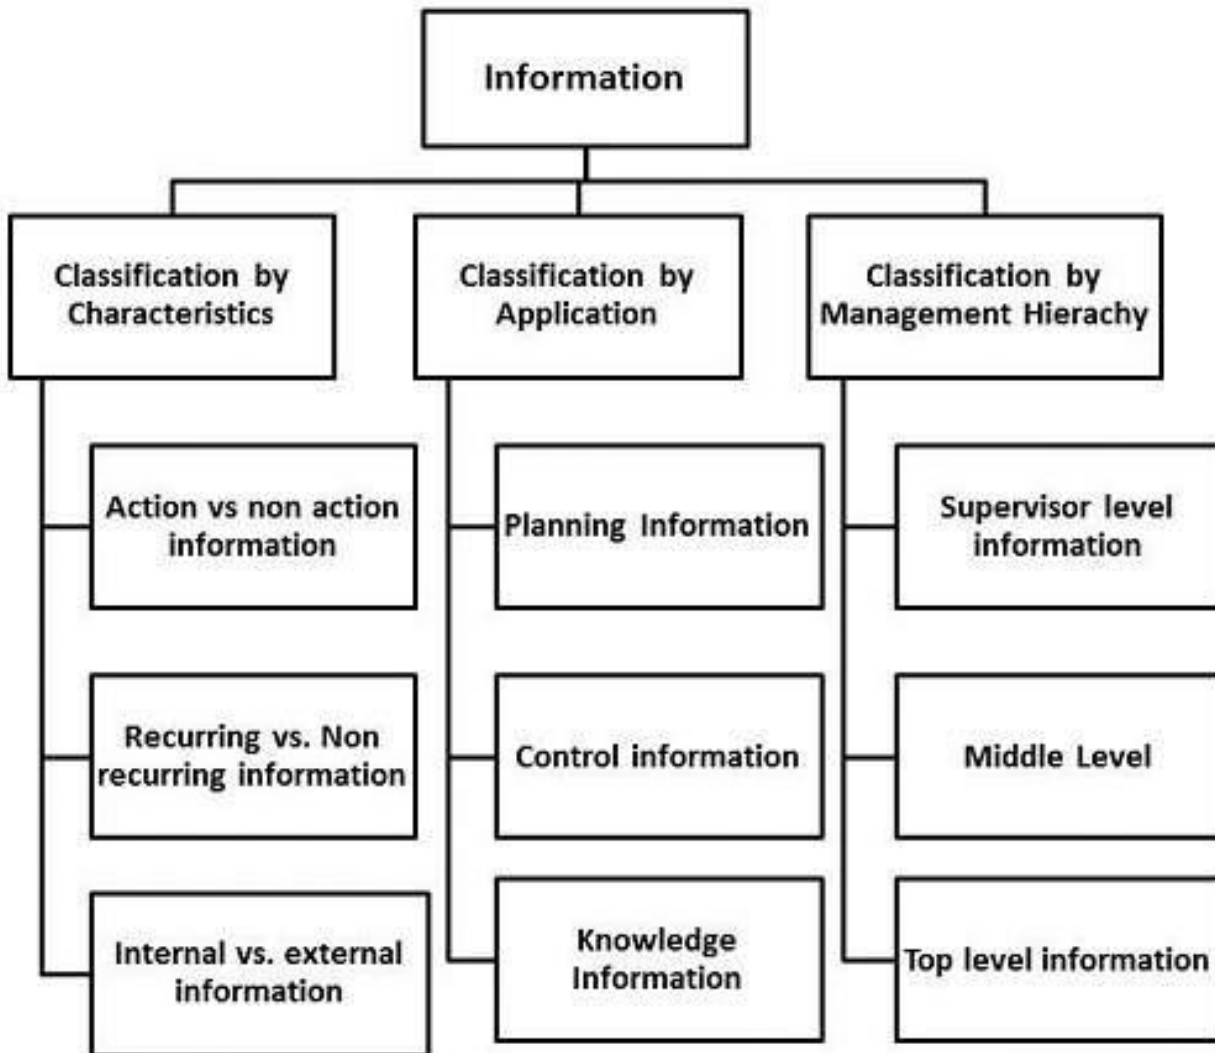 Information
Classification by
Characteristics
Classification by
Application
Classification by
Management Hierachy
Action vs non action
information
Planning Information
Supervisor level
information
Recurring vs. Non
recurring information
Control information
Middle Level
Internal vs. external
information
Knowledge
Information
Top level information